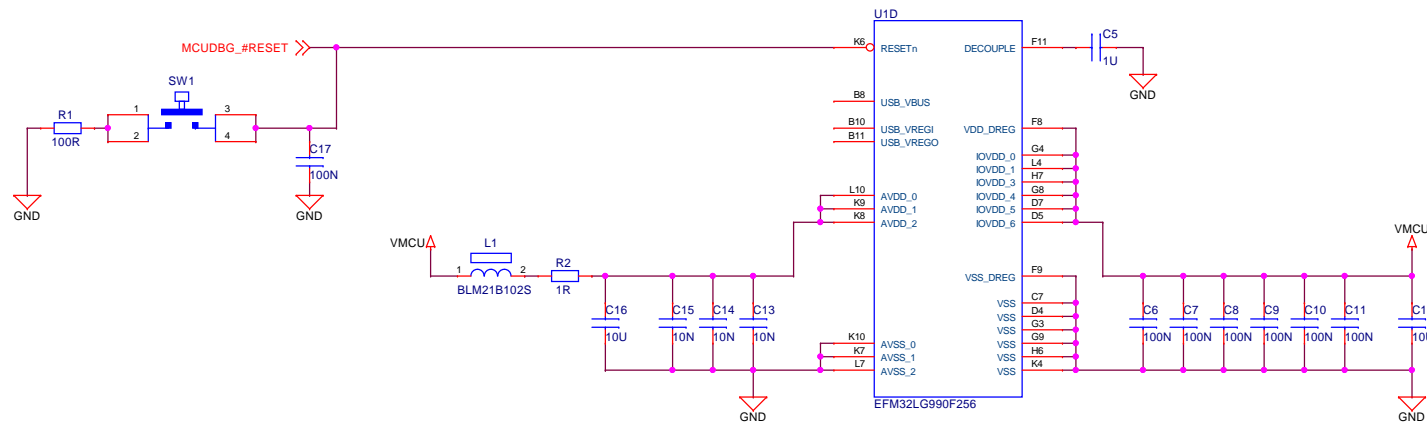 U1D
MCUDBG_#RESET
K6
RESETn
DECOUPLE
F11
C5
1U
GND
SW1
1
2
3
4
R1
100R
C17
100N
GND
GND
B8
USB_VBUS
B10
USB_VREGI
B11
USB_VREGO
VDD_DREG
F8
IOVDD_0
G4
IOVDD_1
L4
IOVDD_3
H7
IOVDD_4
G8
IOVDD_5
D7
IOVDD_6
D5
L10
AVDD_0
K9
AVDD_1
K8
AVDD_2
VMCU
L1
1
2
BLM21B102S
R2
1R
VMCU
VSS_DREG
F9
VSS
C7
VSS
D4
VSS
G3
VSS
G9
VSS
H6
VSS
K4
C16
10U
C15
10N
C14
10N
C13
10N
K10
AVSS_0
K7
AVSS_1
L7
AVSS_2
C6
100N
C7
100N
C8
100N
C9
100N
C10
100N
C11
100N
GND
EFM32LG990F256
GND